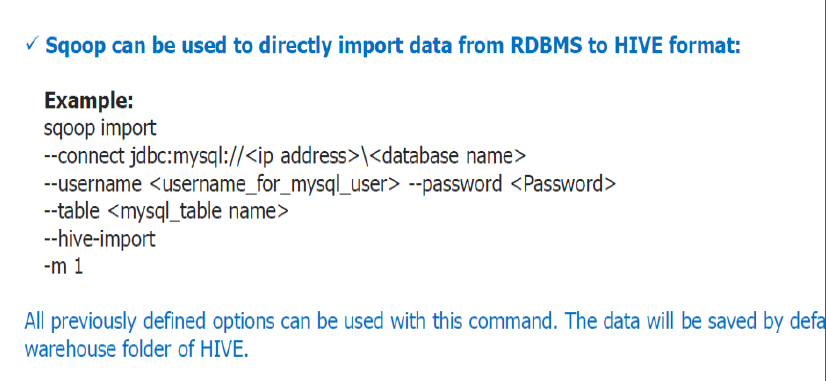 ✓ Sqoop can be used to directly import data from RDBMS to HIVE format:
Example:
sqoop import
--connect jdbc:mysql://<ip address>\<database name>
--username <username_for_mysql_user> --password <Password>
--table <mysql_table name>
--hive-import
-m 1
All previously defined options can be used with this command. The data will be saved by defa
warehouse folder of HIVE.